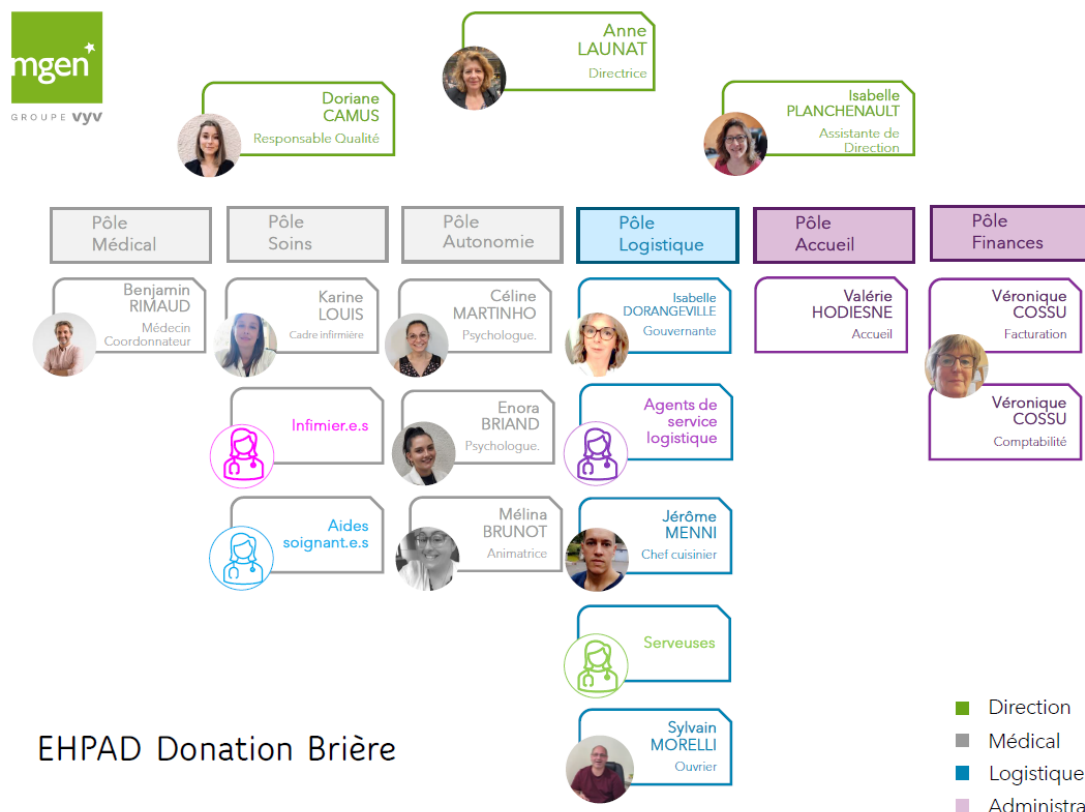 mgen
GROUPE vyv
Anne
LAUNAT
Directrice
Doriane
CAMUS
Responsable Qualité
Isabelle
PLANCHENAULT
Assistante de
Direction
Pôle
Médical
Pôle
Soins
Pôle
Autonomie
Pôle
Logistique
Pôle
Accueil
Pôle
Finances
Benjamin
RIMAUD
Médecin
Coordonnateur
Karine
LOUIS
Cadre infirmière
Céline
MARTINHO
Psychologue.
Isabelle
DORANGEVILLE
Gouvernante
Valérie
HODIESNE
Accueil
Véronique
COSSU
Facturation
Infimier.e.s
Enora
BRIAND
Psychologue.
Agents de
service
logistique
Véronique
COSSU
Comptabilité
Aides
soignant.e.s
Mélina
BRUNOT
Animatrice
Jérôme
MENNI
Chef cuisinier
Serveuses
Sylvain
MORELLI
Ouvrier
EHPAD Donation Brière
Direction
Médical
Logistique
Administra